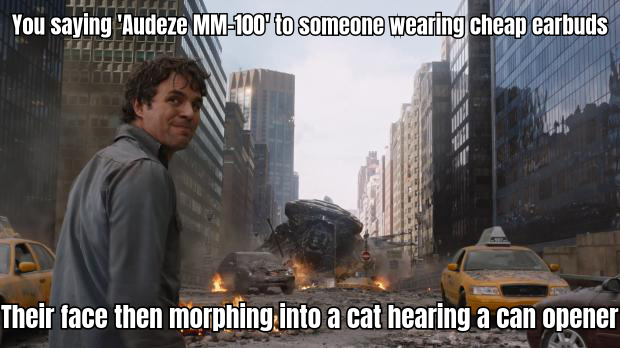 You saying 'Audeze MM-100' to someone wearing cheap earbuds
Their face then morphing into a cat hearing a can opener